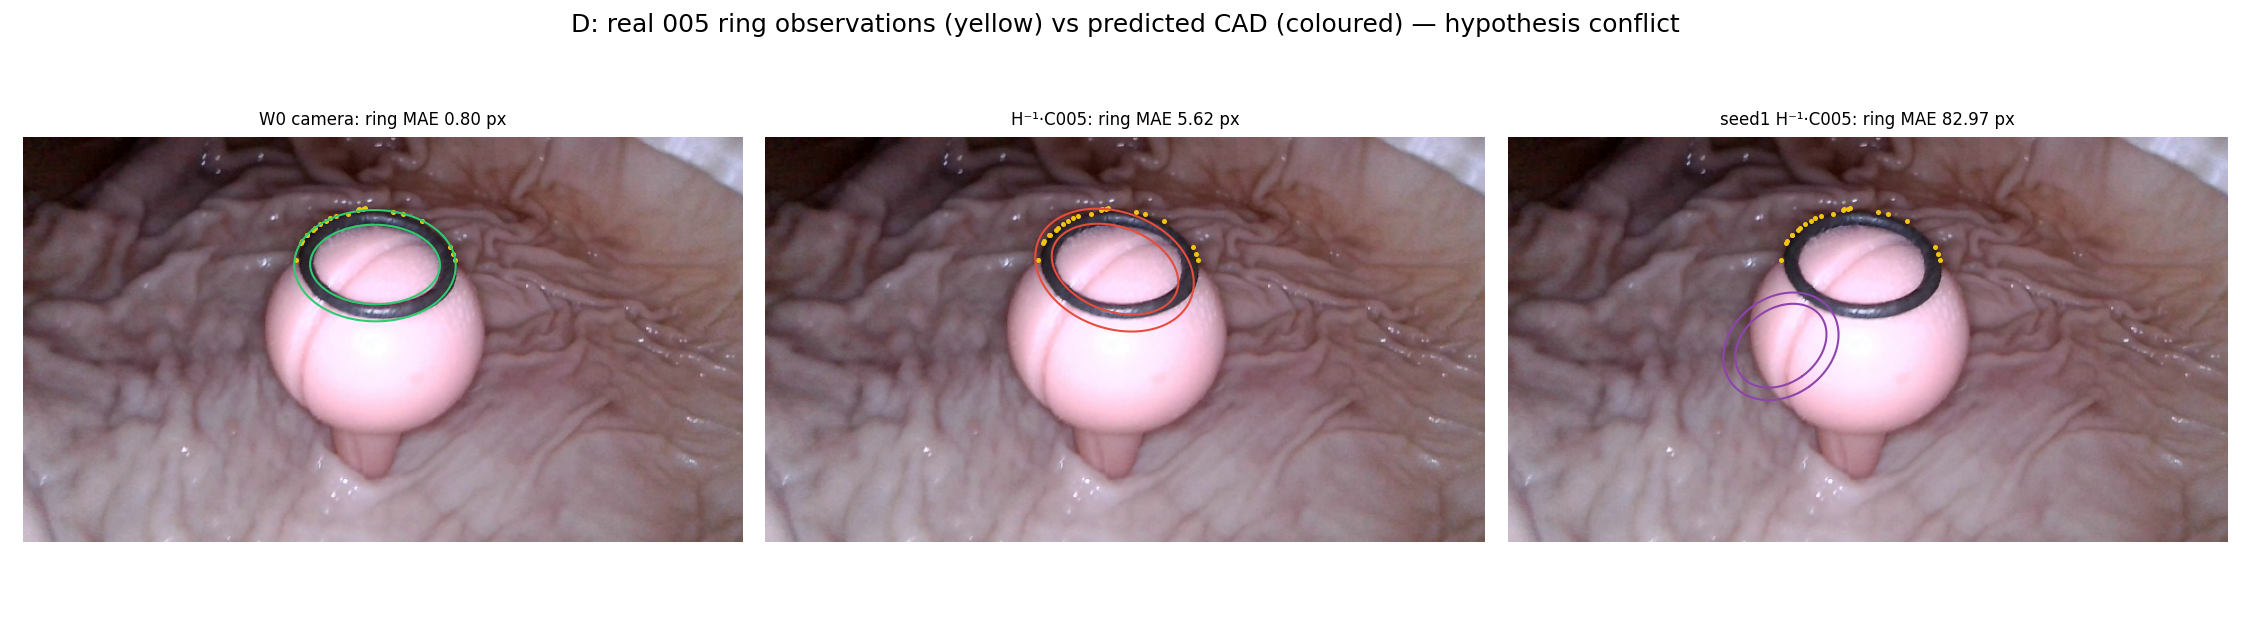 D: real 005 ring observations (yellow) vs predicted CAD (coloured) — hypothesis conflict
W0 camera: ring MAE 0.80 px
H⁻¹·C005: ring MAE 5.62 px
seed1 H⁻¹·C005: ring MAE 82.97 px